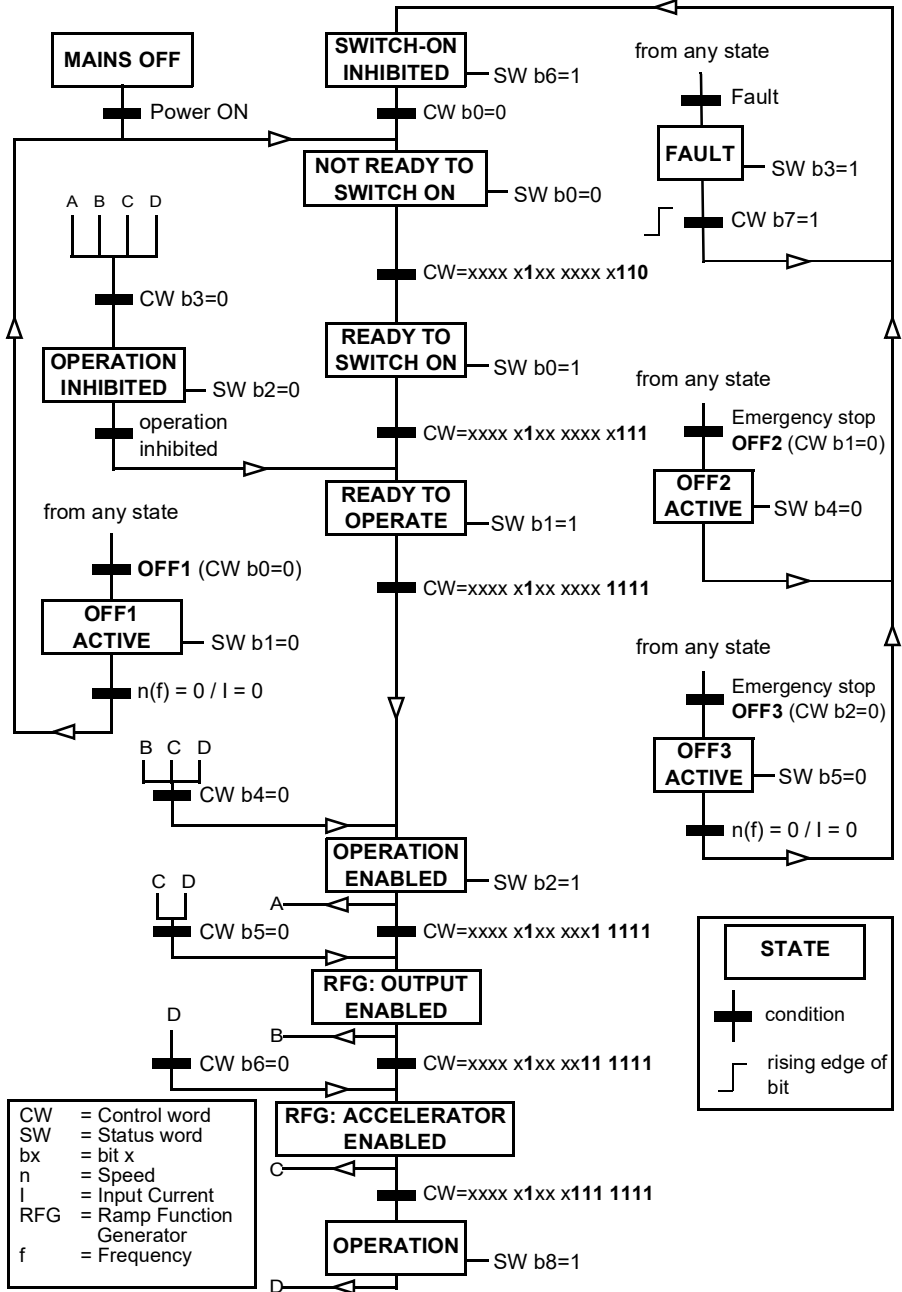 MAINS OFF
Power ON
SWITCH-ON
INHIBITED
SW b6=1
CW b0=0
NOT READY TO
SWITCH ON
SW b0=0
CW=xxxx x1xx xxxx x110
READY TO
SWITCH ON
SW b0=1
CW=xxxx x1xx xxxx x111
READY TO
OPERATE
SW b1=1
CW=xxxx x1xx xxxx 1111
A B C D
CW b3=0
OPERATION
INHIBITED
SW b2=0
operation
inhibited
from any state
OFF1 (CW b0=0)
OFF1
ACTIVE
SW b1=0
n(f) = 0 / I = 0
B C D
CW b4=0
OPERATION
ENABLED
SW b2=1
A
C D
CW b5=0
CW=xxxx x1xx xxx1 1111
RFG: OUTPUT
ENABLED
B
D
CW b6=0
CW=xxxx x1xx xx11 1111
RFG: ACCELERATOR
ENABLED
C
CW=xxxx x1xx x111 1111
OPERATION
SW b8=1
D
from any state
Fault
FAULT
SW b3=1
CW b7=1
from any state
Emergency stop
OFF2 (CW b1=0)
OFF2
ACTIVE
SW b4=0
from any state
Emergency stop
OFF3 (CW b2=0)
OFF3
ACTIVE
SW b5=0
n(f) = 0 / I = 0
STATE
condition
rising edge of
bit
CW = Control word
SW = Status word
bx = bit x
n = Speed
I = Input Current
RFG = Ramp Function
Generator
f = Frequency